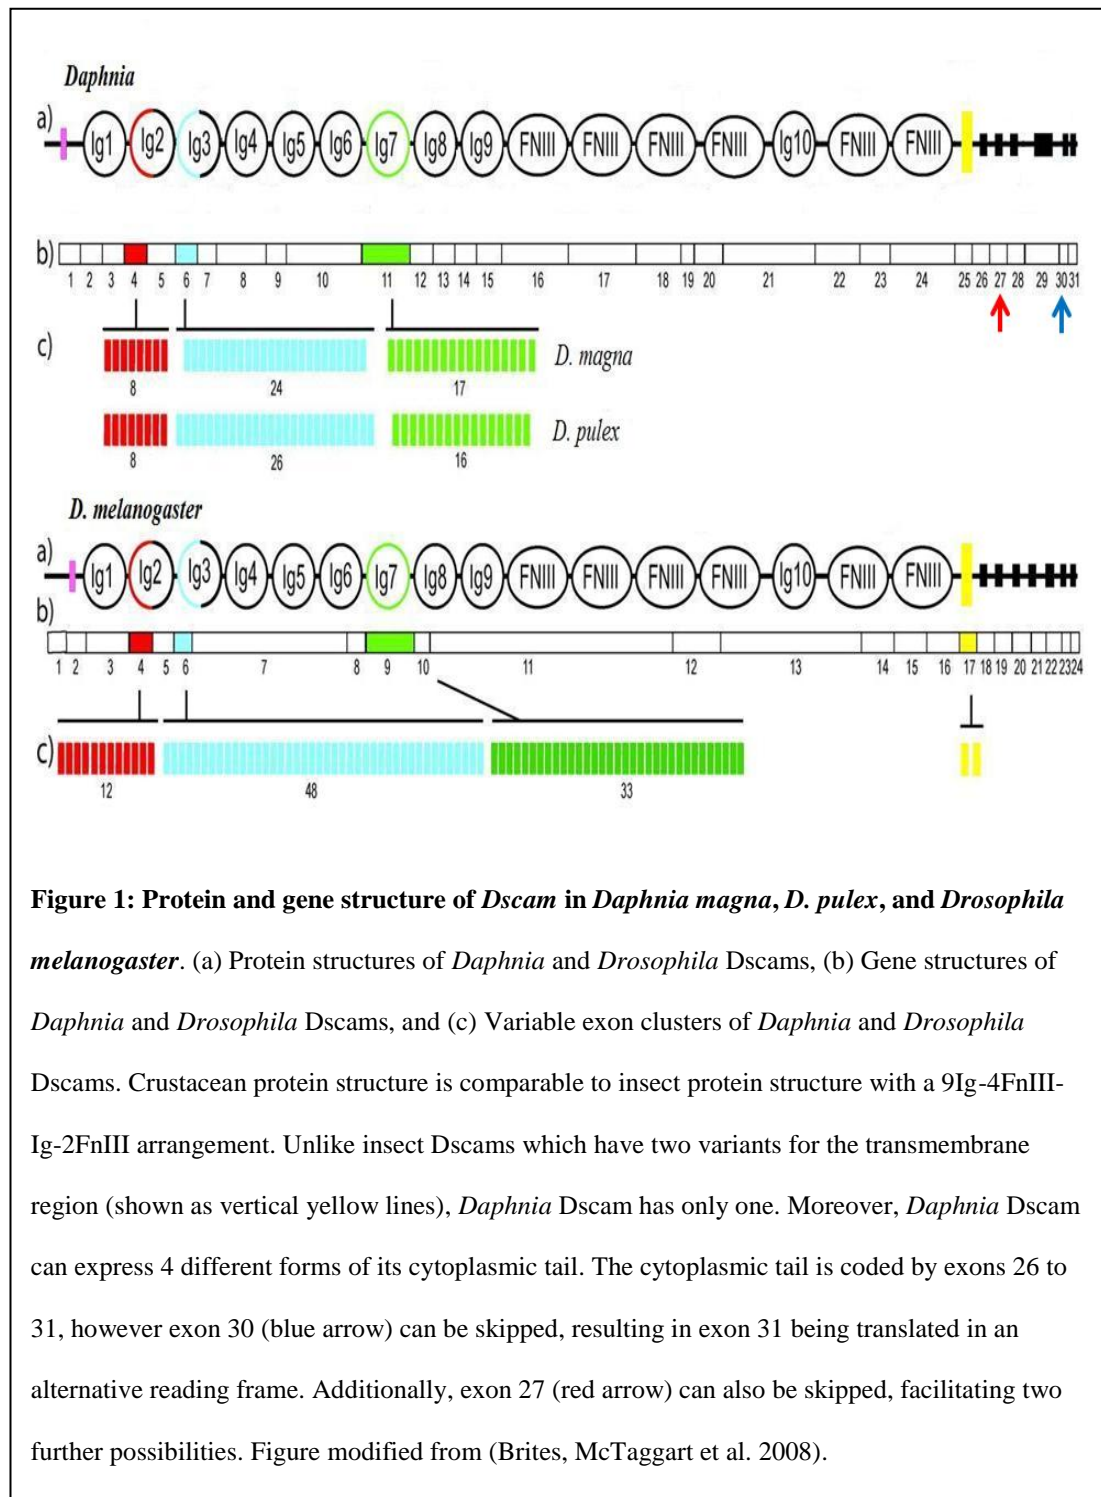 Daphnia
a)
Ig1 Ig2 Ig3 Ig4 Ig5 Ig6 Ig7 Ig8 Ig9 FNIII FNIII FNIII FNIII Ig10 FNIII FNIII
b)
1 2 3 4 5 6 7 8 9 10 11 12 13 14 15 16 17 18 19 20 21 22 23 24 25 26 27 28 29 30 31
c)
D. magna
8 24 17
D. pulex
8 26 16
D. melanogaster
a)
Ig1 Ig2 Ig3 Ig4 Ig5 Ig6 Ig7 Ig8 Ig9 FNIII FNIII FNIII FNIII Ig10 FNIII FNIII
b)
1 2 3 4 5 6 7 8 9 10 11 12 13 14 15 16 17 18 19 20 21 22 23 24
c)
12 48 33
Figure 1: Protein and gene structure of Dscam in Daphnia magna, D. pulex, and Drosophila
melanogaster. (a) Protein structures of Daphnia and Drosophila Dscams, (b) Gene structures of
Daphnia and Drosophila Dscams, and (c) Variable exon clusters of Daphnia and Drosophila
Dscams. Crustacean protein structure is comparable to insect protein structure with a 9Ig-4FnIII-
Ig-2FnIII arrangement. Unlike insect Dscams which have two variants for the transmembrane
region (shown as vertical yellow lines), Daphnia Dscam has only one. Moreover, Daphnia Dscam
can express 4 different forms of its cytoplasmic tail. The cytoplasmic tail is coded by exons 26 to
31, however exon 30 (blue arrow) can be skipped, resulting in exon 31 being translated in an
alternative reading frame. Additionally, exon 27 (red arrow) can also be skipped, facilitating two
further possibilities. Figure modified from (Brites, McTaggart et al. 2008).